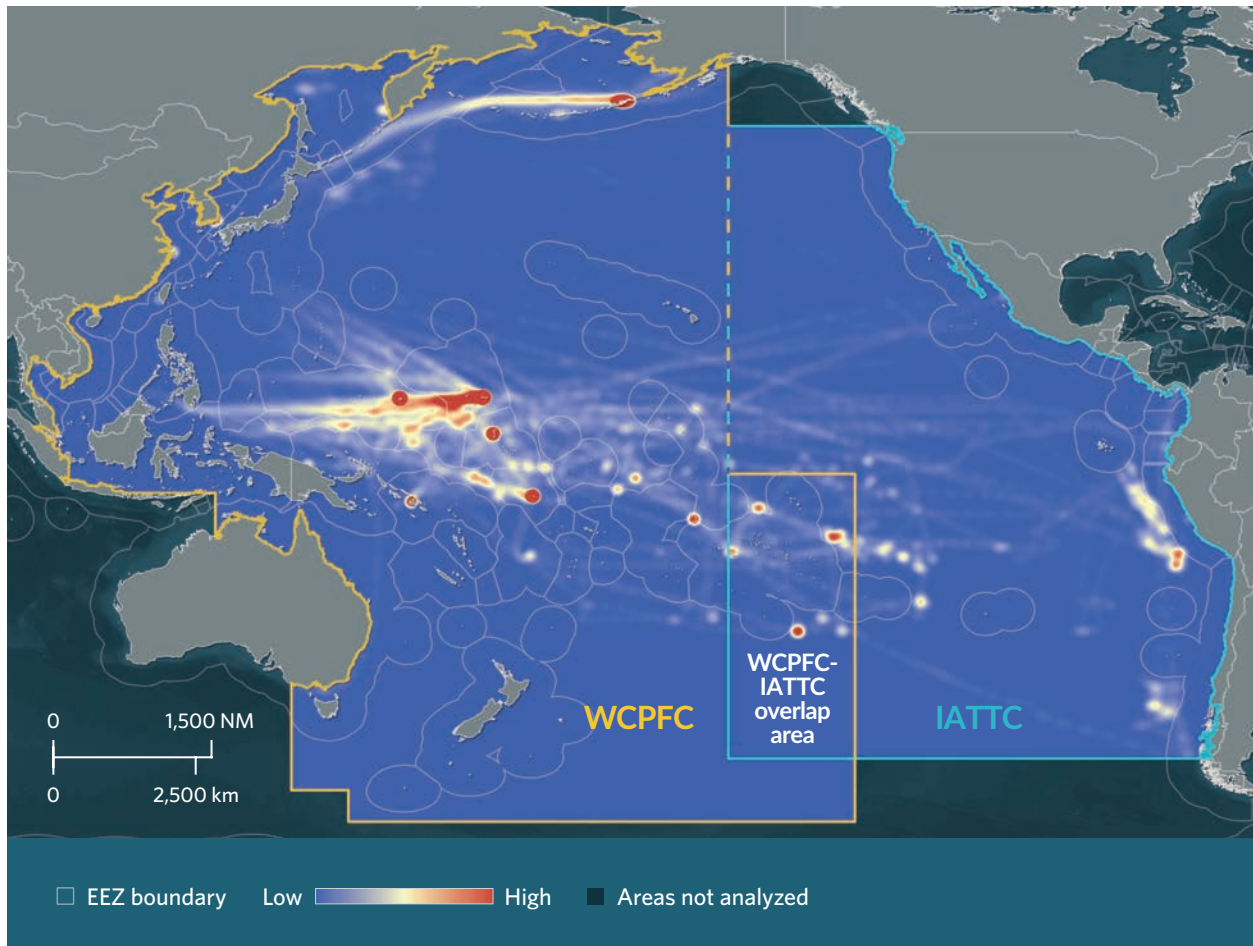 WCPFC-
IATTC
overlap
area
WCPFC
IATTC
0
1,500 NM
0
2,500 km
EEZ boundary
Low
High
Areas not analyzed